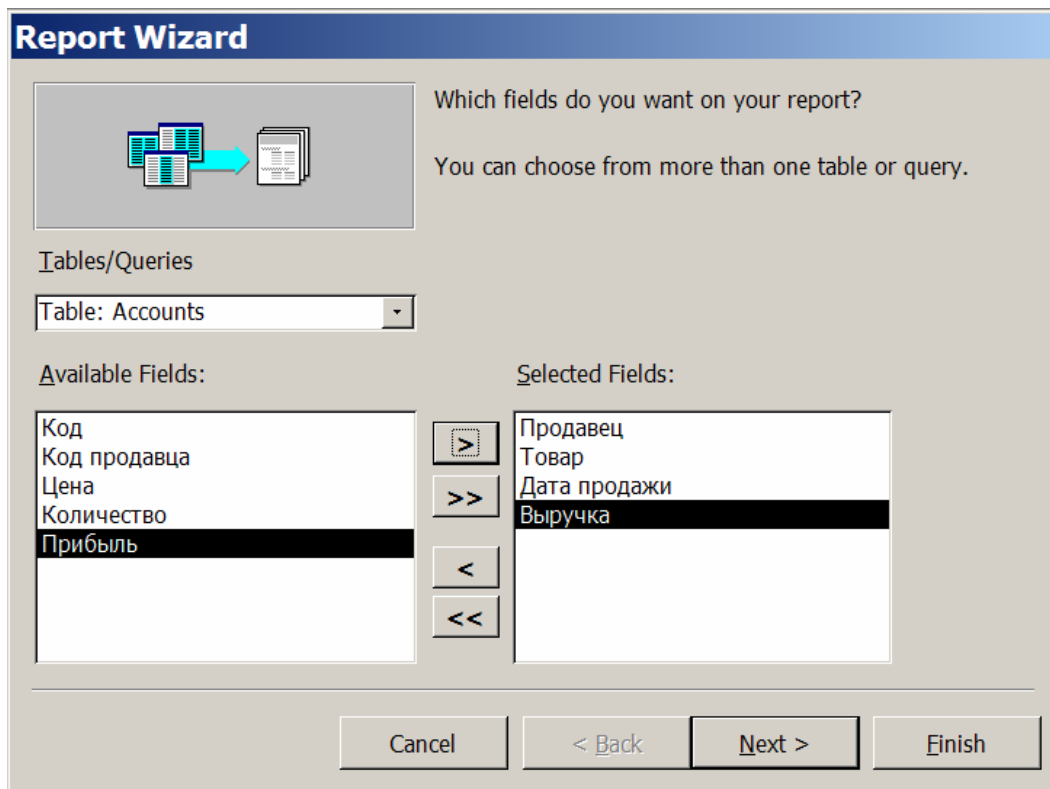 Report Wizard
Which fields do you want on your report?
You can choose from more than one table or query.
Tables/Queries
Table: Accounts
Available Fields:
Selected Fields:
Код
Код продавца
Цена
Количество
Прибыль
>
>>
<
<<
Продавец
Товар
Дата продажи
Выручка
Cancel
< Back
Next >
Finish